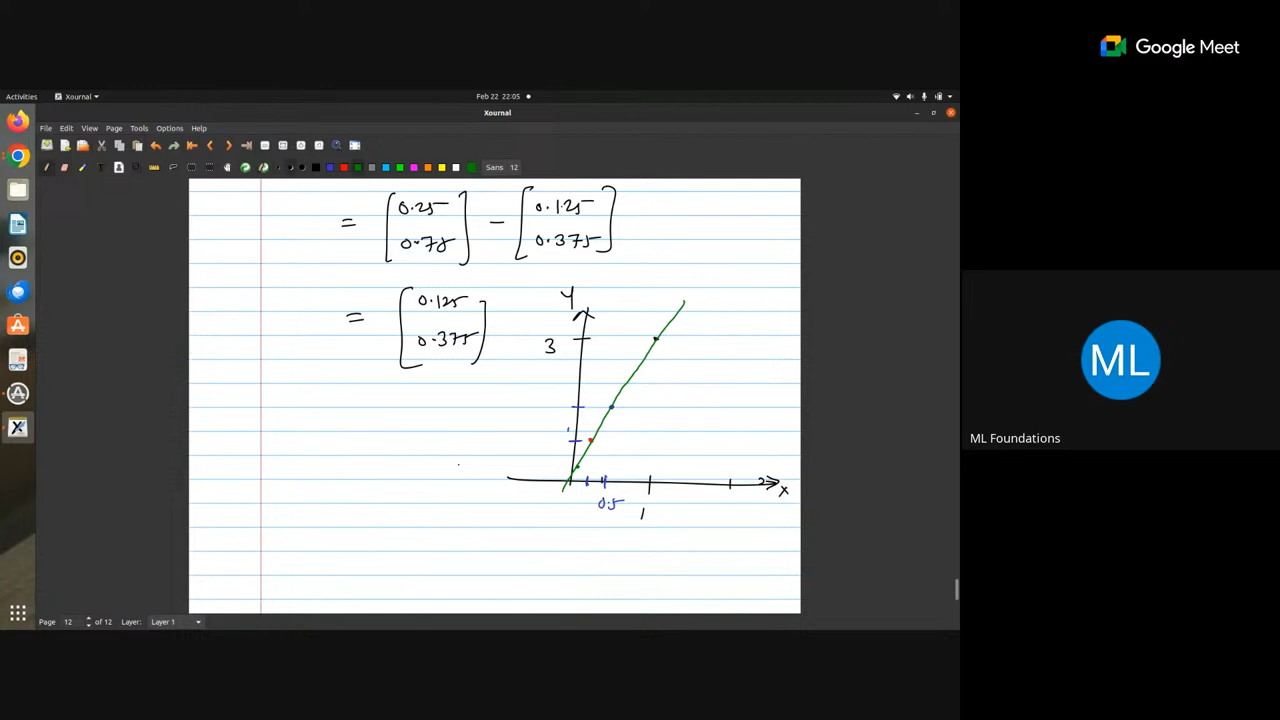 Google Meet
Activities Xournal Feb 22 22:05
Xournal
File Edit View Page Tools Options Help
Sans 12
= [0.25 0.75] - [0.125 0.375]
= [0.125 0.375]
Y
3
0.5
1
2
x
ML
ML Foundations
Page 12 of 12 Layer: Layer 1